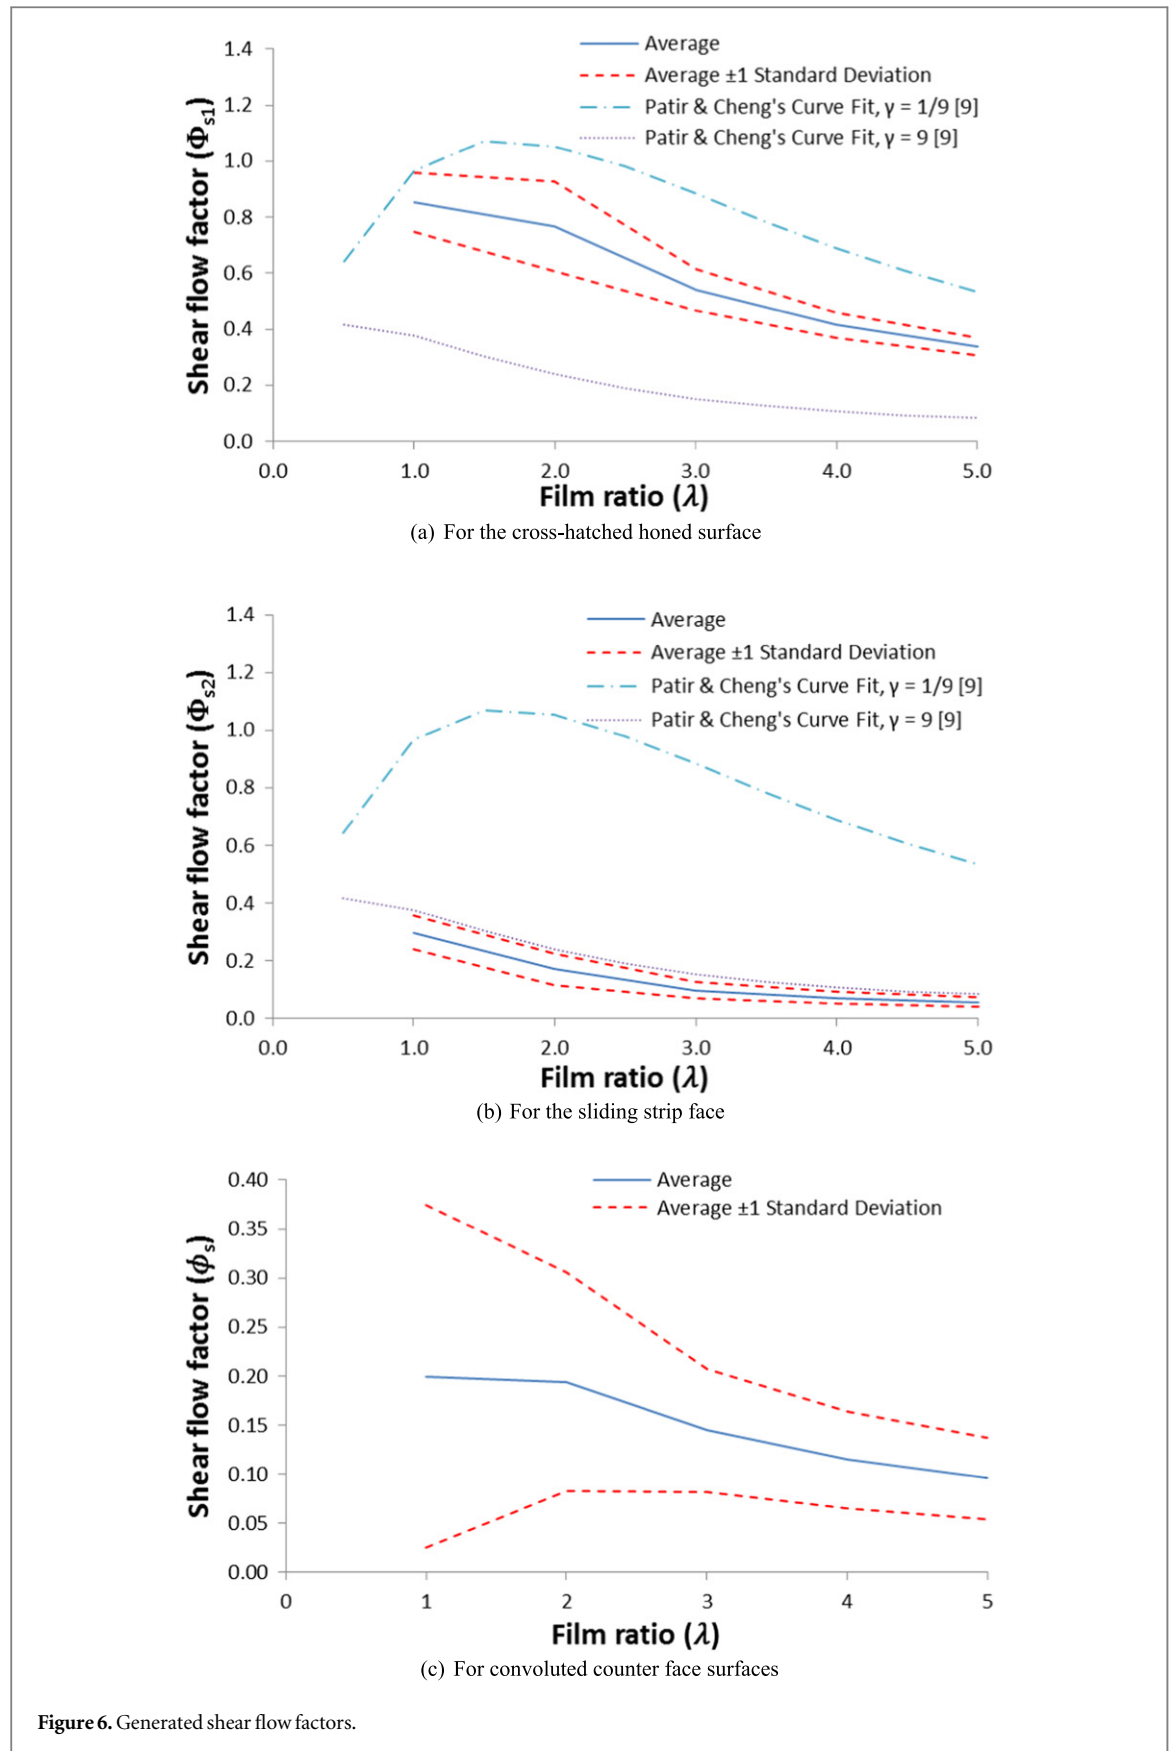 Average
Average ±1 Standard Deviation
Patir & Cheng's Curve Fit, γ = 1/9 [9]
Patir & Cheng's Curve Fit, γ = 9 [9]
Shear flow factor (Φs1)
1.4
1.2
1.0
0.8
0.6
0.4
0.2
0.0
0.0 1.0 2.0 3.0 4.0 5.0
Film ratio (λ)
(a) For the cross-hatched honed surface
Average
Average ±1 Standard Deviation
Patir & Cheng's Curve Fit, γ = 1/9 [9]
Patir & Cheng's Curve Fit, γ = 9 [9]
Shear flow factor (Φs2)
1.4
1.2
1.0
0.8
0.6
0.4
0.2
0.0
0.0 1.0 2.0 3.0 4.0 5.0
Film ratio (λ)
(b) For the sliding strip face
Average
Average ±1 Standard Deviation
Shear flow factor (ϕs)
0.40
0.35
0.30
0.25
0.20
0.15
0.10
0.05
0.00
0 1 2 3 4 5
Film ratio (λ)
(c) For convoluted counter face surfaces
Figure 6. Generated shear flow factors.